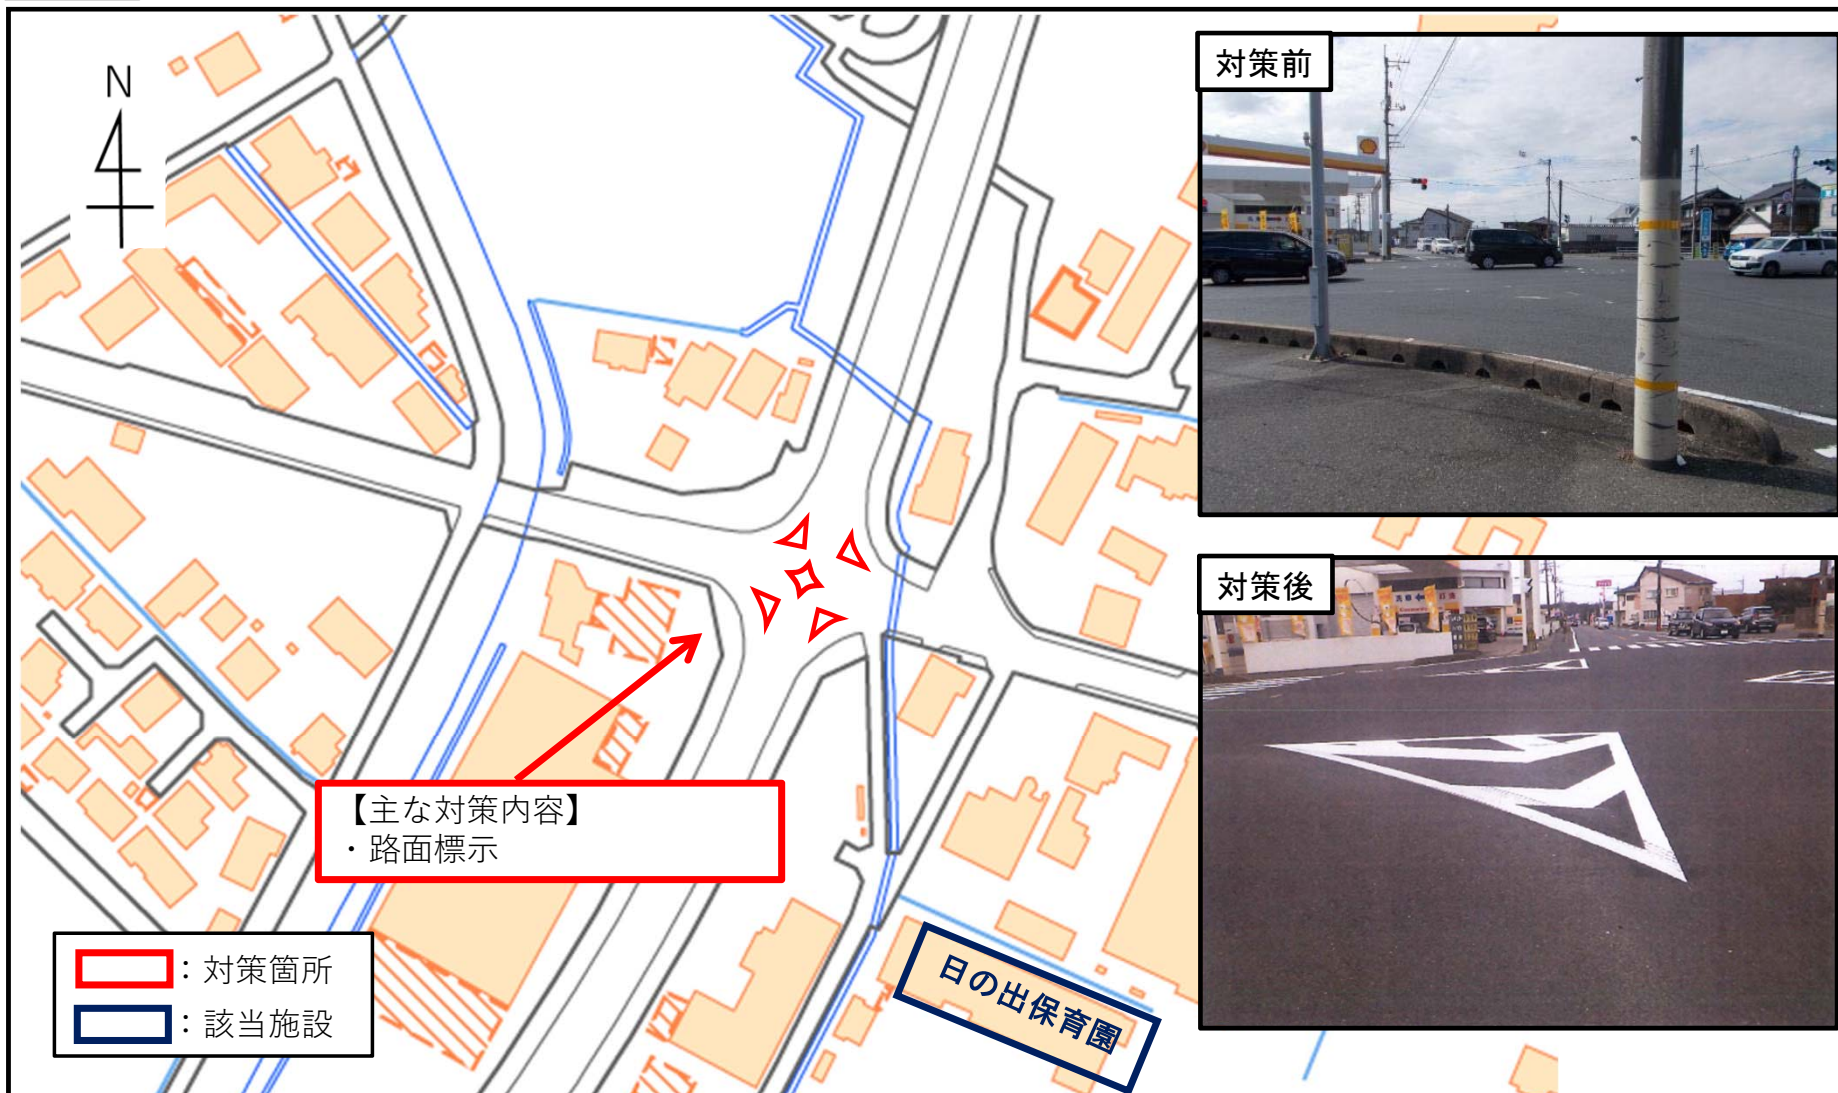 N
対策前
対策後
【主な対策内容】
・路面標示
：対策箇所
：該当施設
日の出保育園